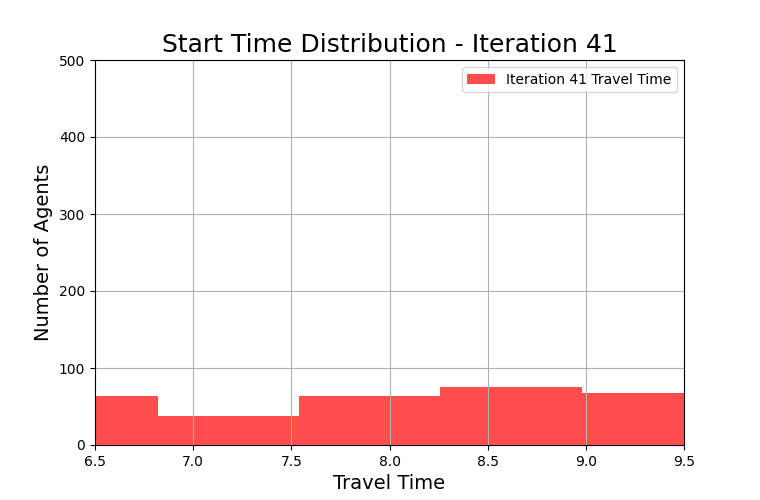 Start Time Distribution - Iteration 41
Iteration 41 Travel Time
Number of Agents
500
400
300
200
100
0
6.5 7.0 7.5 8.0 8.5 9.0 9.5
Travel Time